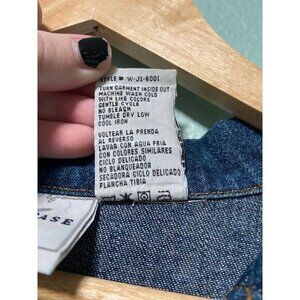 STYLE # W-J1-6001
TURN GARMENT INSIDE OUT
MACHINE WASH COLD
WITH LIKE COLORS
GENTLE CYCLE
NO BLEACH
TUMBLE DRY LOW
COOL IRON
VOLTEAR LA PRENDA
AL REVERSO
LAVAR CON AGUA FRIA
CON COLORES SIMILARES
CICLO DELICADO
NO BLANQUEADOR
SECADORA CICLO DELICADO
PLANCHA TIBIA
EASE